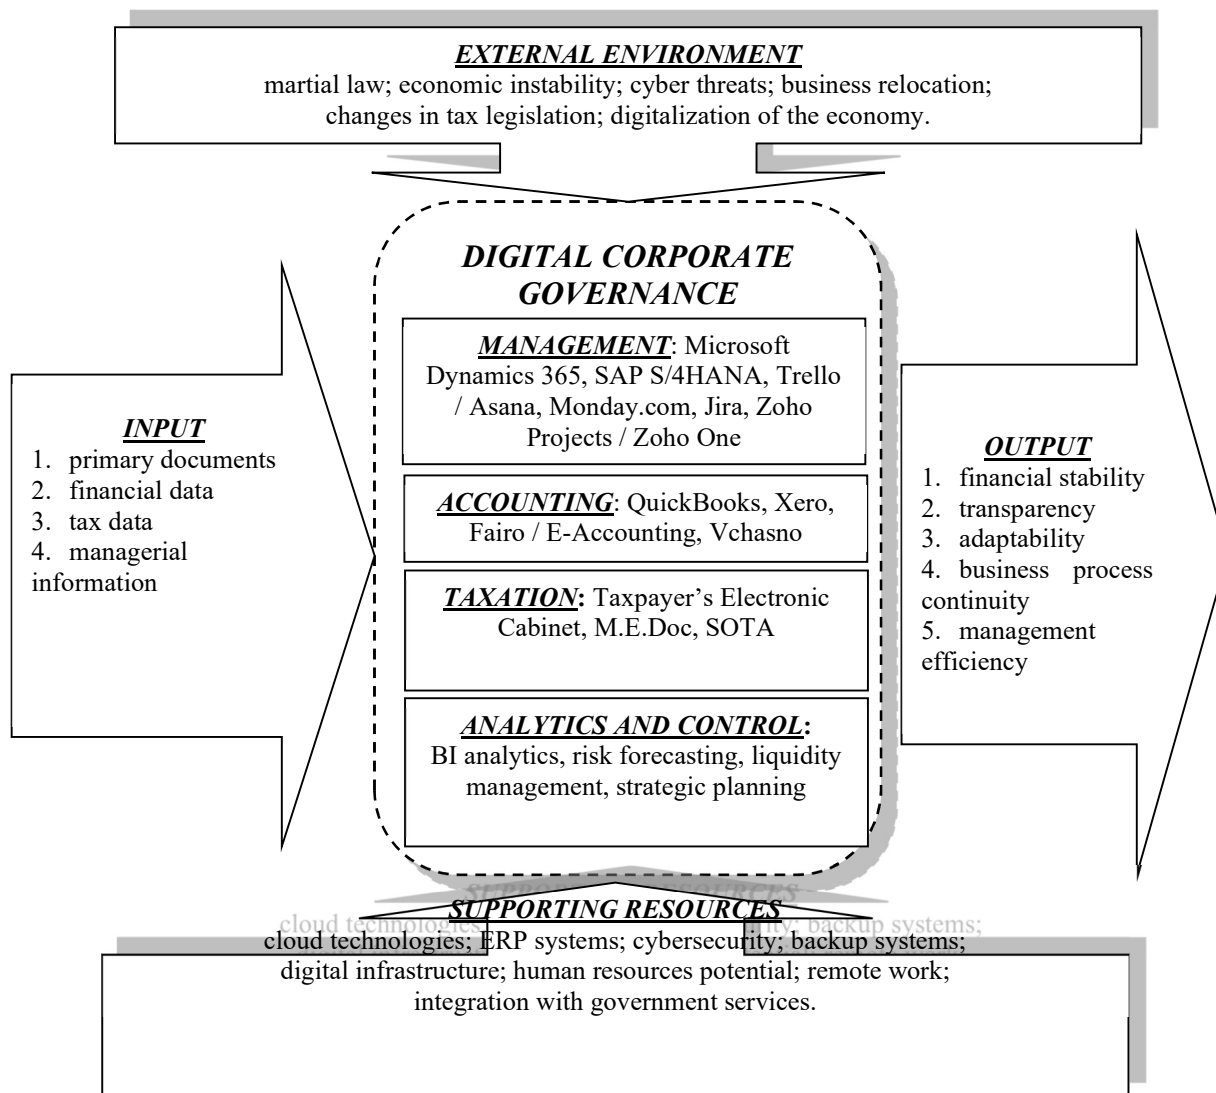 EXTERNAL ENVIRONMENT
martial law; economic instability; cyber threats; business relocation;
changes in tax legislation; digitalization of the economy.
DIGITAL CORPORATE
GOVERNANCE
MANAGEMENT: Microsoft
Dynamics 365, SAP S/4HANA, Trello
/ Asana, Monday.com, Jira, Zoho
Projects / Zoho One
INPUT
1. primary documents
2. financial data
3. tax data
4. managerial
information
ACCOUNTING: QuickBooks, Xero,
Fairo / E-Accounting, Vchasno
TAXATION: Taxpayer’s Electronic
Cabinet, M.E.Doc, SOTA
ANALYTICS AND CONTROL:
BI analytics, risk forecasting, liquidity
management, strategic planning
OUTPUT
1. financial stability
2. transparency
3. adaptability
4. business process
continuity
5. management
efficiency
SUPPORTING RESOURCES
cloud technologies; ERP systems; cybersecurity; backup systems;
digital infrastructure; human resources potential; remote work;
integration with government services.